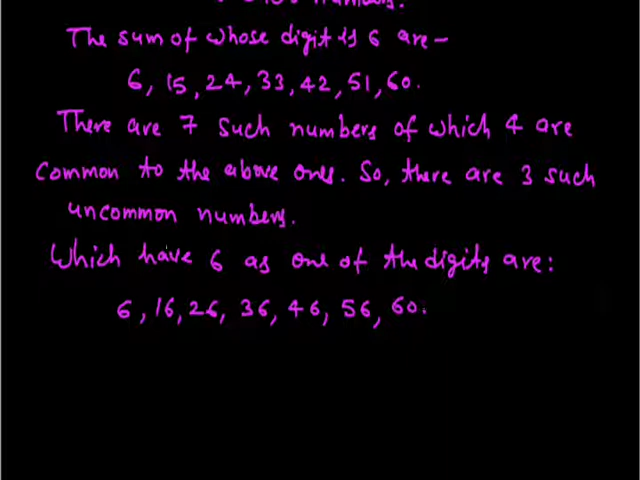 The sum of whose digit is 6 are-
6, 15, 24, 33, 42, 51, 60.
There are 7 such numbers of which 4 are
common to the above ones. So, there are 3 such
uncommon numbers.
Which have 6 as one of the digits are:
6, 16, 26, 36, 46, 56, 60.